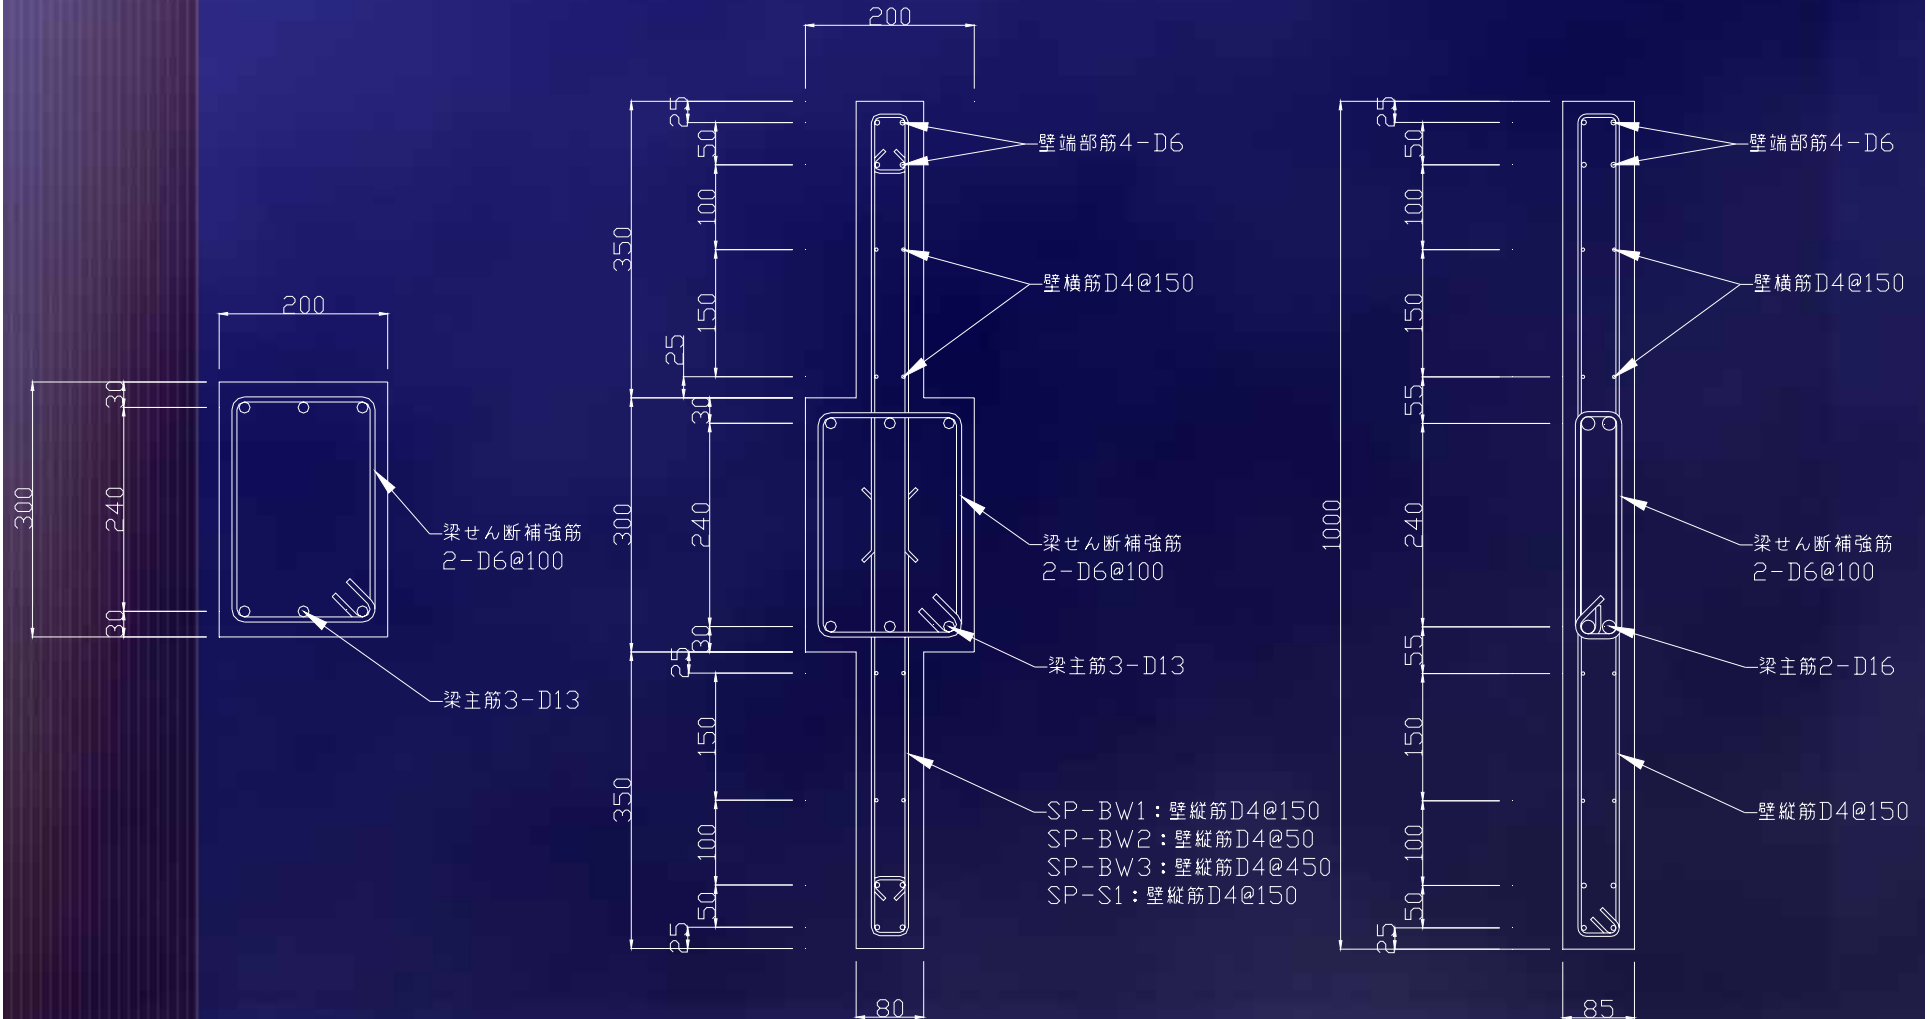 200
300
30
240
30
梁せん断補強筋
2-D6@100
梁主筋3-D13
200
350
300
350
25
50
100
150
25
30
240
30
25
150
100
50
25
壁端部筋4-D6
壁横筋D4@150
梁せん断補強筋
2-D6@100
梁主筋3-D13
SP-BW1:壁縦筋D4@150
SP-BW2:壁縦筋D4@50
SP-BW3:壁縦筋D4@450
SP-S1:壁縦筋D4@150
80
1000
25
50
100
150
55
240
55
150
100
50
25
壁端部筋4-D6
壁横筋D4@150
梁せん断補強筋
2-D6@100
梁主筋2-D16
壁縦筋D4@150
85